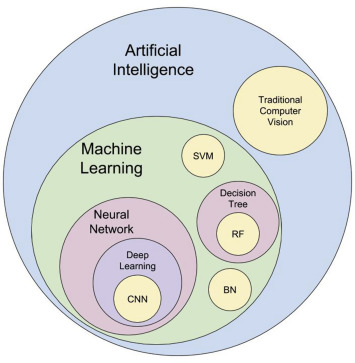 Artificial
Intelligence
Traditional
Computer
Vision
Machine
Learning
SVM
Decision
Tree
RF
Neural
Network
Deep
Learning
CNN
BN